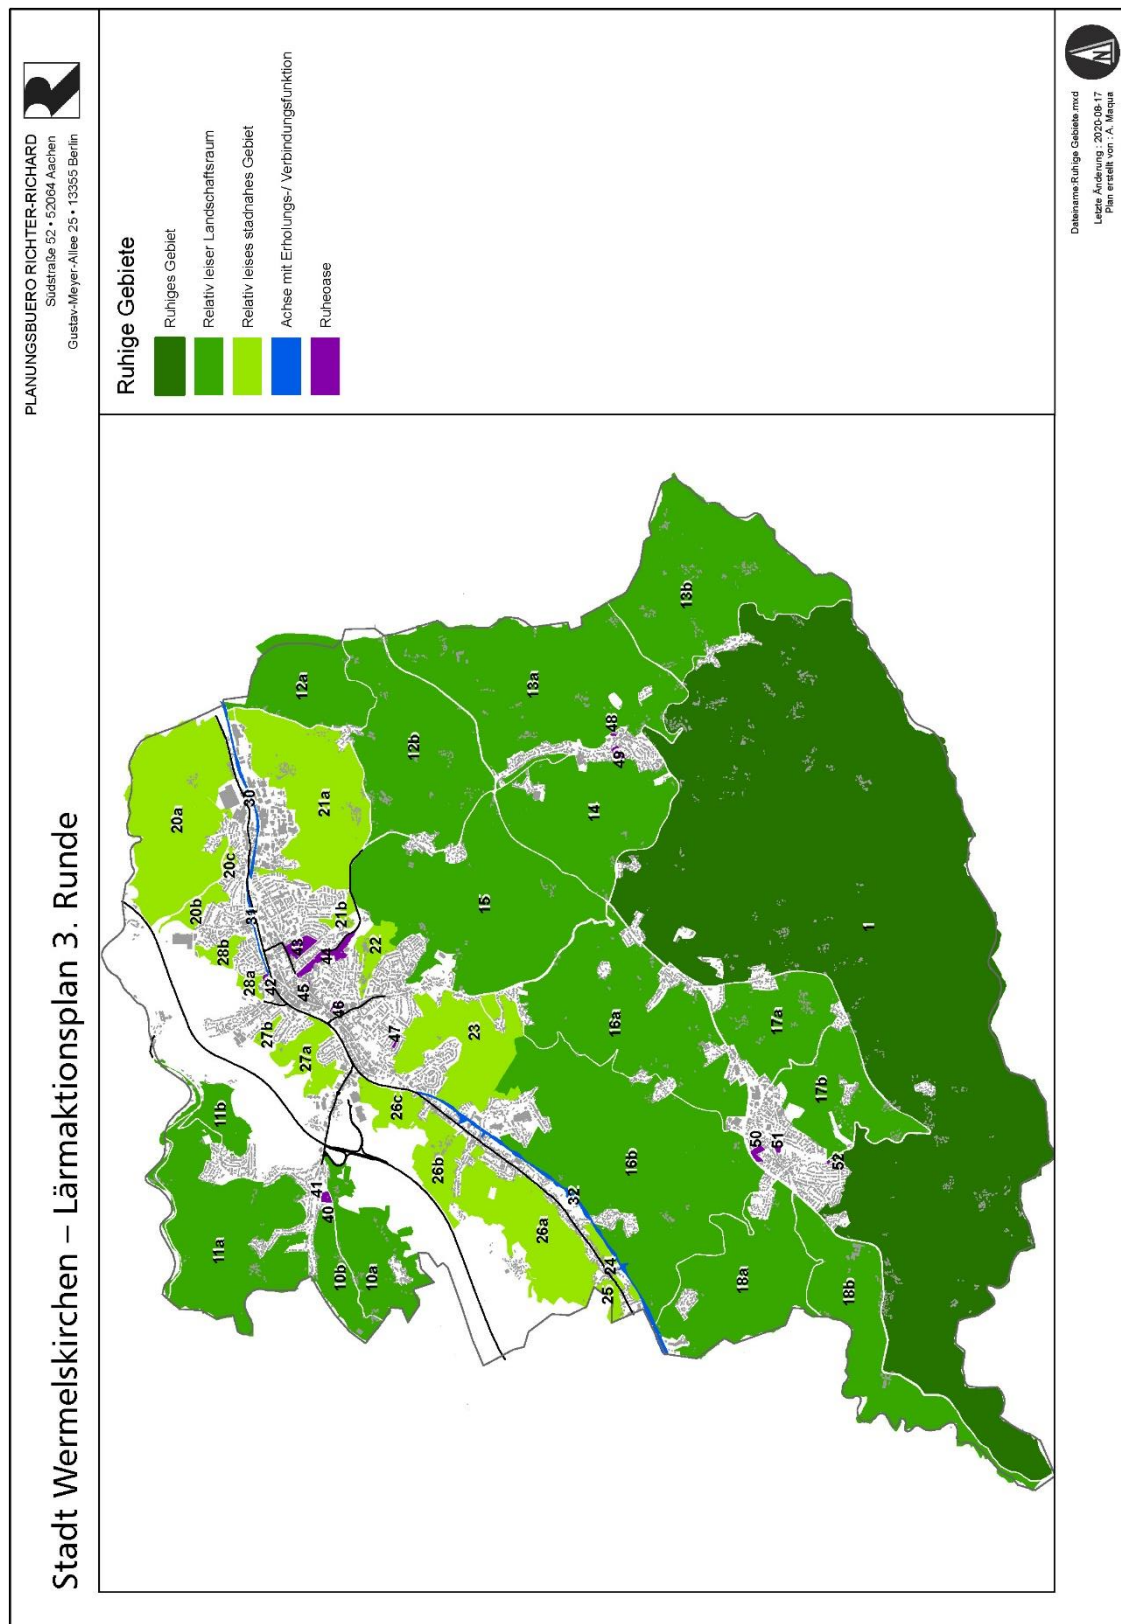 Stadt Wermelskirchen – Lärmaktionsplan 3. Runde
PLANUNGSBUERO RICHTER-RICHARD
Südstraße 52 • 52064 Aachen
Gustav-Meyer-Allee 25 • 13355 Berlin
Ruhige Gebiete
Ruhiges Gebiet
Relativ leiser Landschaftsraum
Relativ leises stadnahes Gebiet
Achse mit Erholungs-/ Verbindungsfunktion
Ruheoase
11a
11b
41
40
10b
10a
20a
20b
20c
28b
28a
27b
27a
42
31
30
43
44
45
46
47
21a
21b
22
23
26c
26b
26a
32
24
25
12a
12b
13a
13b
14
15
16a
16b
48
49
17a
17b
50
51
52
18a
18b
1
N
Dateiname:Ruhige Gebiete.mxd
Letzte Änderung : 2020-08-17
Plan erstellt von : A. Maqua